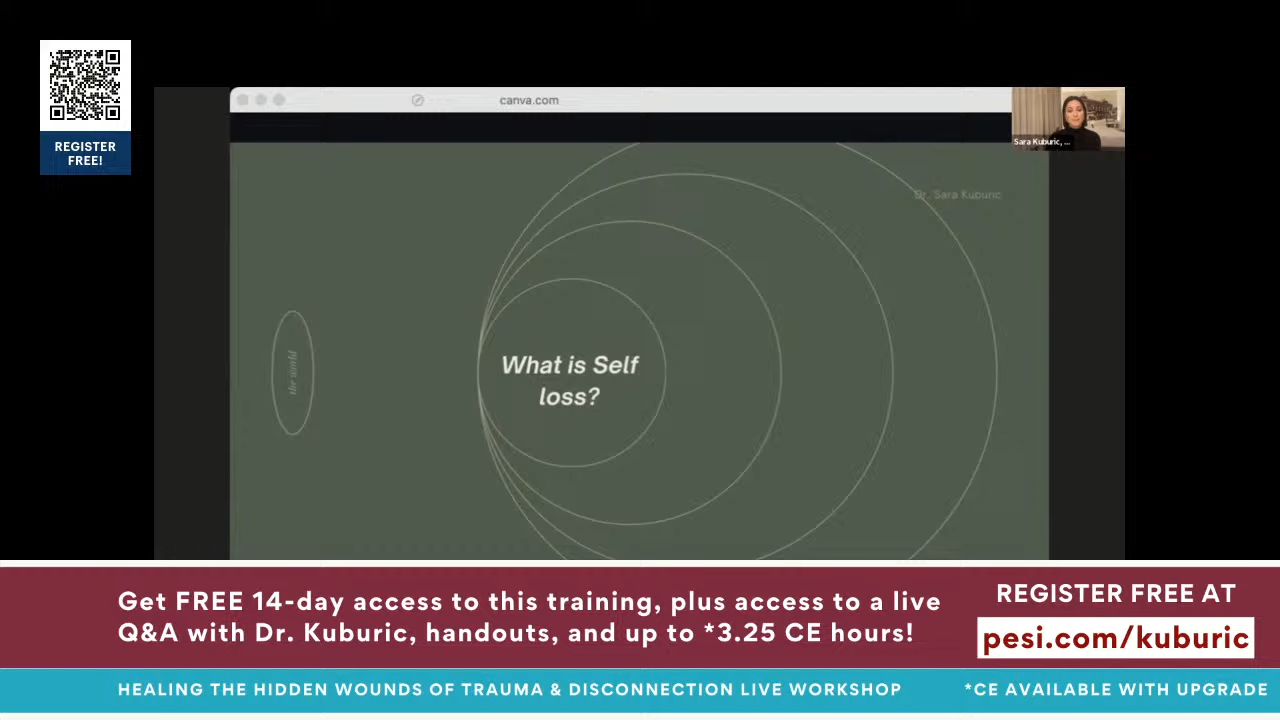 REGISTER
FREE!
canva.com
Sara Kuburic, ...
Dr. Sara Kuburic
the world
What is Self
loss?
Get FREE 14-day access to this training, plus access to a live
Q&A with Dr. Kuburic, handouts, and up to *3.25 CE hours!
REGISTER FREE AT
pesi.com/kuburic
HEALING THE HIDDEN WOUNDS OF TRAUMA & DISCONNECTION LIVE WORKSHOP
*CE AVAILABLE WITH UPGRADE